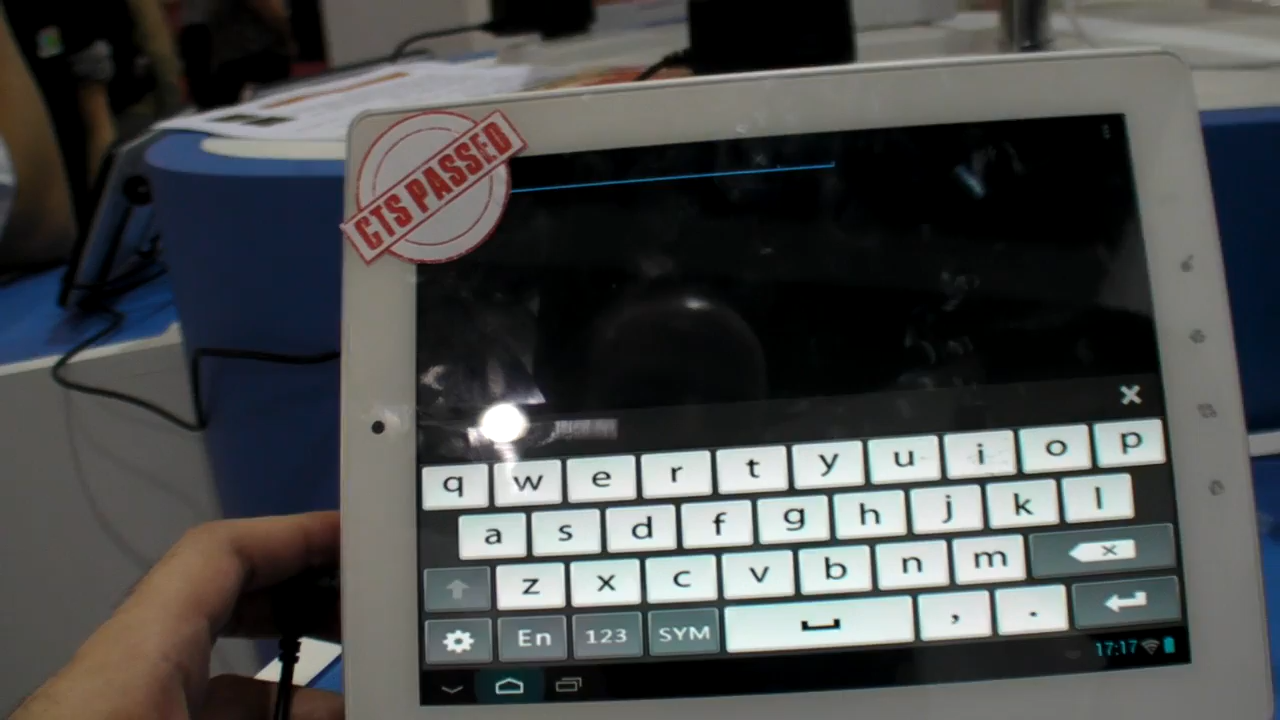 CTS PASSED
q w e r t y u i o p
a s d f g h j k l
z x c v b n m
En 123 SYM , .
17:17